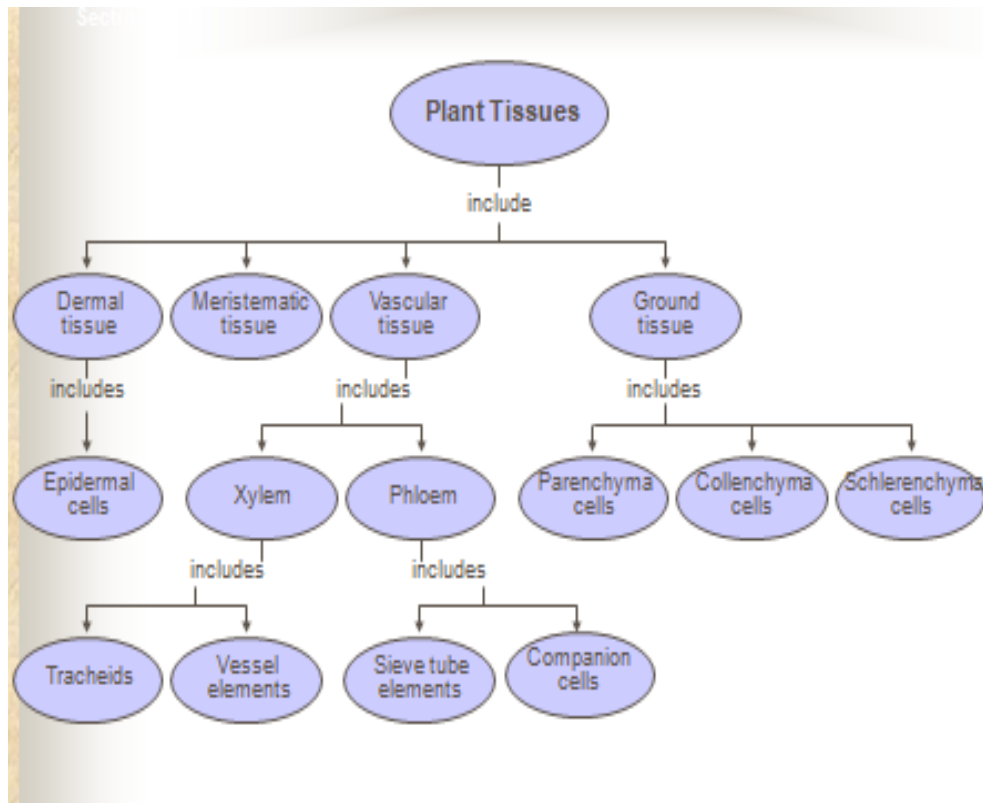 Plant Tissues
include
Dermal
tissue
Meristematic
tissue
Vascular
tissue
Ground
tissue
includes
includes
includes
Epidermal
cells
Xylem
Phloem
Parenchyma
cells
Collenchyma
cells
Schlerenchyma
cells
includes
includes
Tracheids
Vessel
elements
Sieve tube
elements
Companion
cells